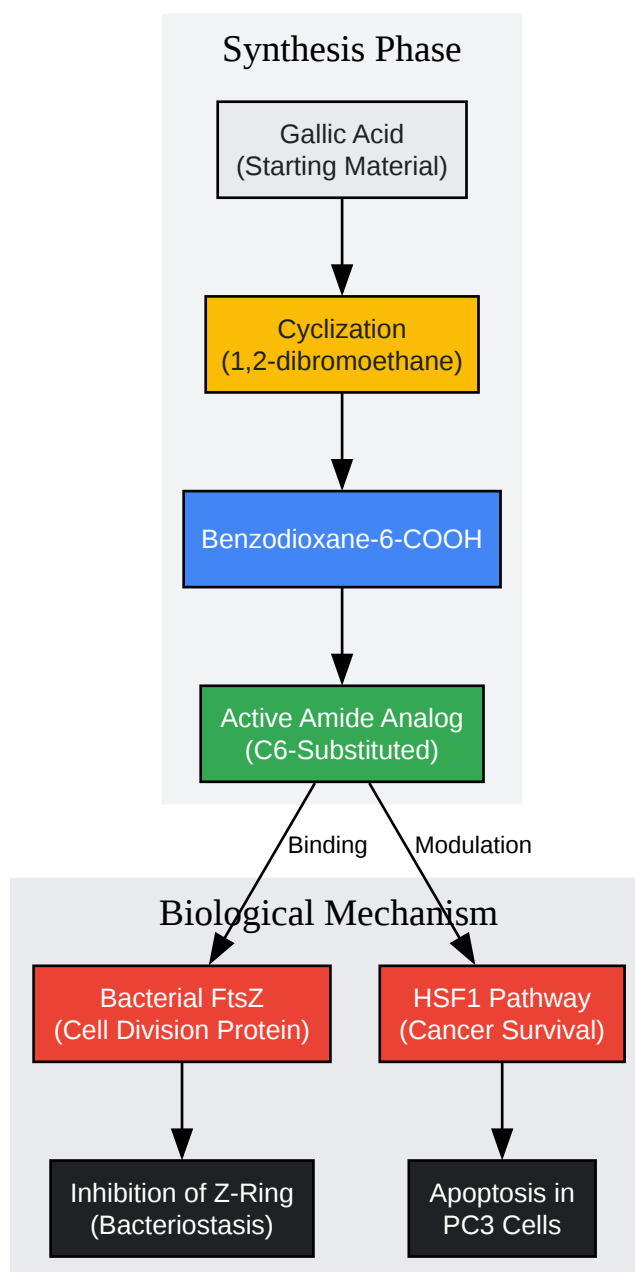 Synthesis Phase
Gallic Acid
(Starting Material)
Cyclization
(1,2-dibromoethane)
Benzodioxane-6-COOH
Active Amide Analog
(C6-Substituted)
Binding
Modulation
Biological Mechanism
Bacterial FtsZ
(Cell Division Protein)
HSF1 Pathway
(Cancer Survival)
Inhibition of Z-Ring
(Bacteriostasis)
Apoptosis in
PC3 Cells